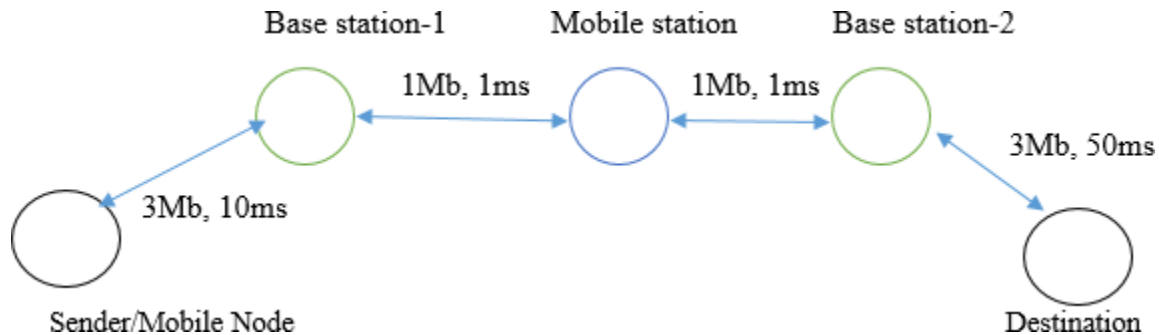 Base station-1
Mobile station
Base station-2
1Mb, 1ms
1Mb, 1ms
3Mb, 50ms
3Mb, 10ms
Sender/Mobile Node
Destination